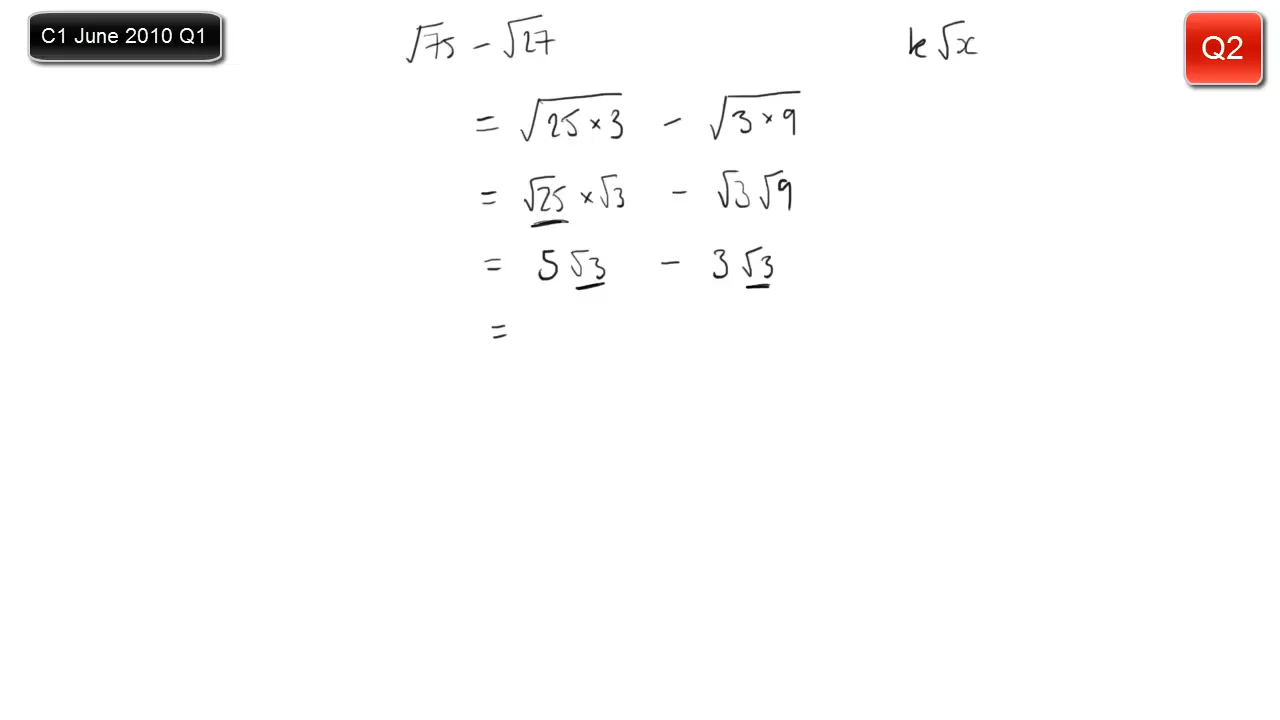 C1 June 2010 Q1
√75 − √27
k√x
Q2
= √25 × 3 − √3 × 9
= √25 × √3 − √3 √9
= 5 √3 − 3 √3
=